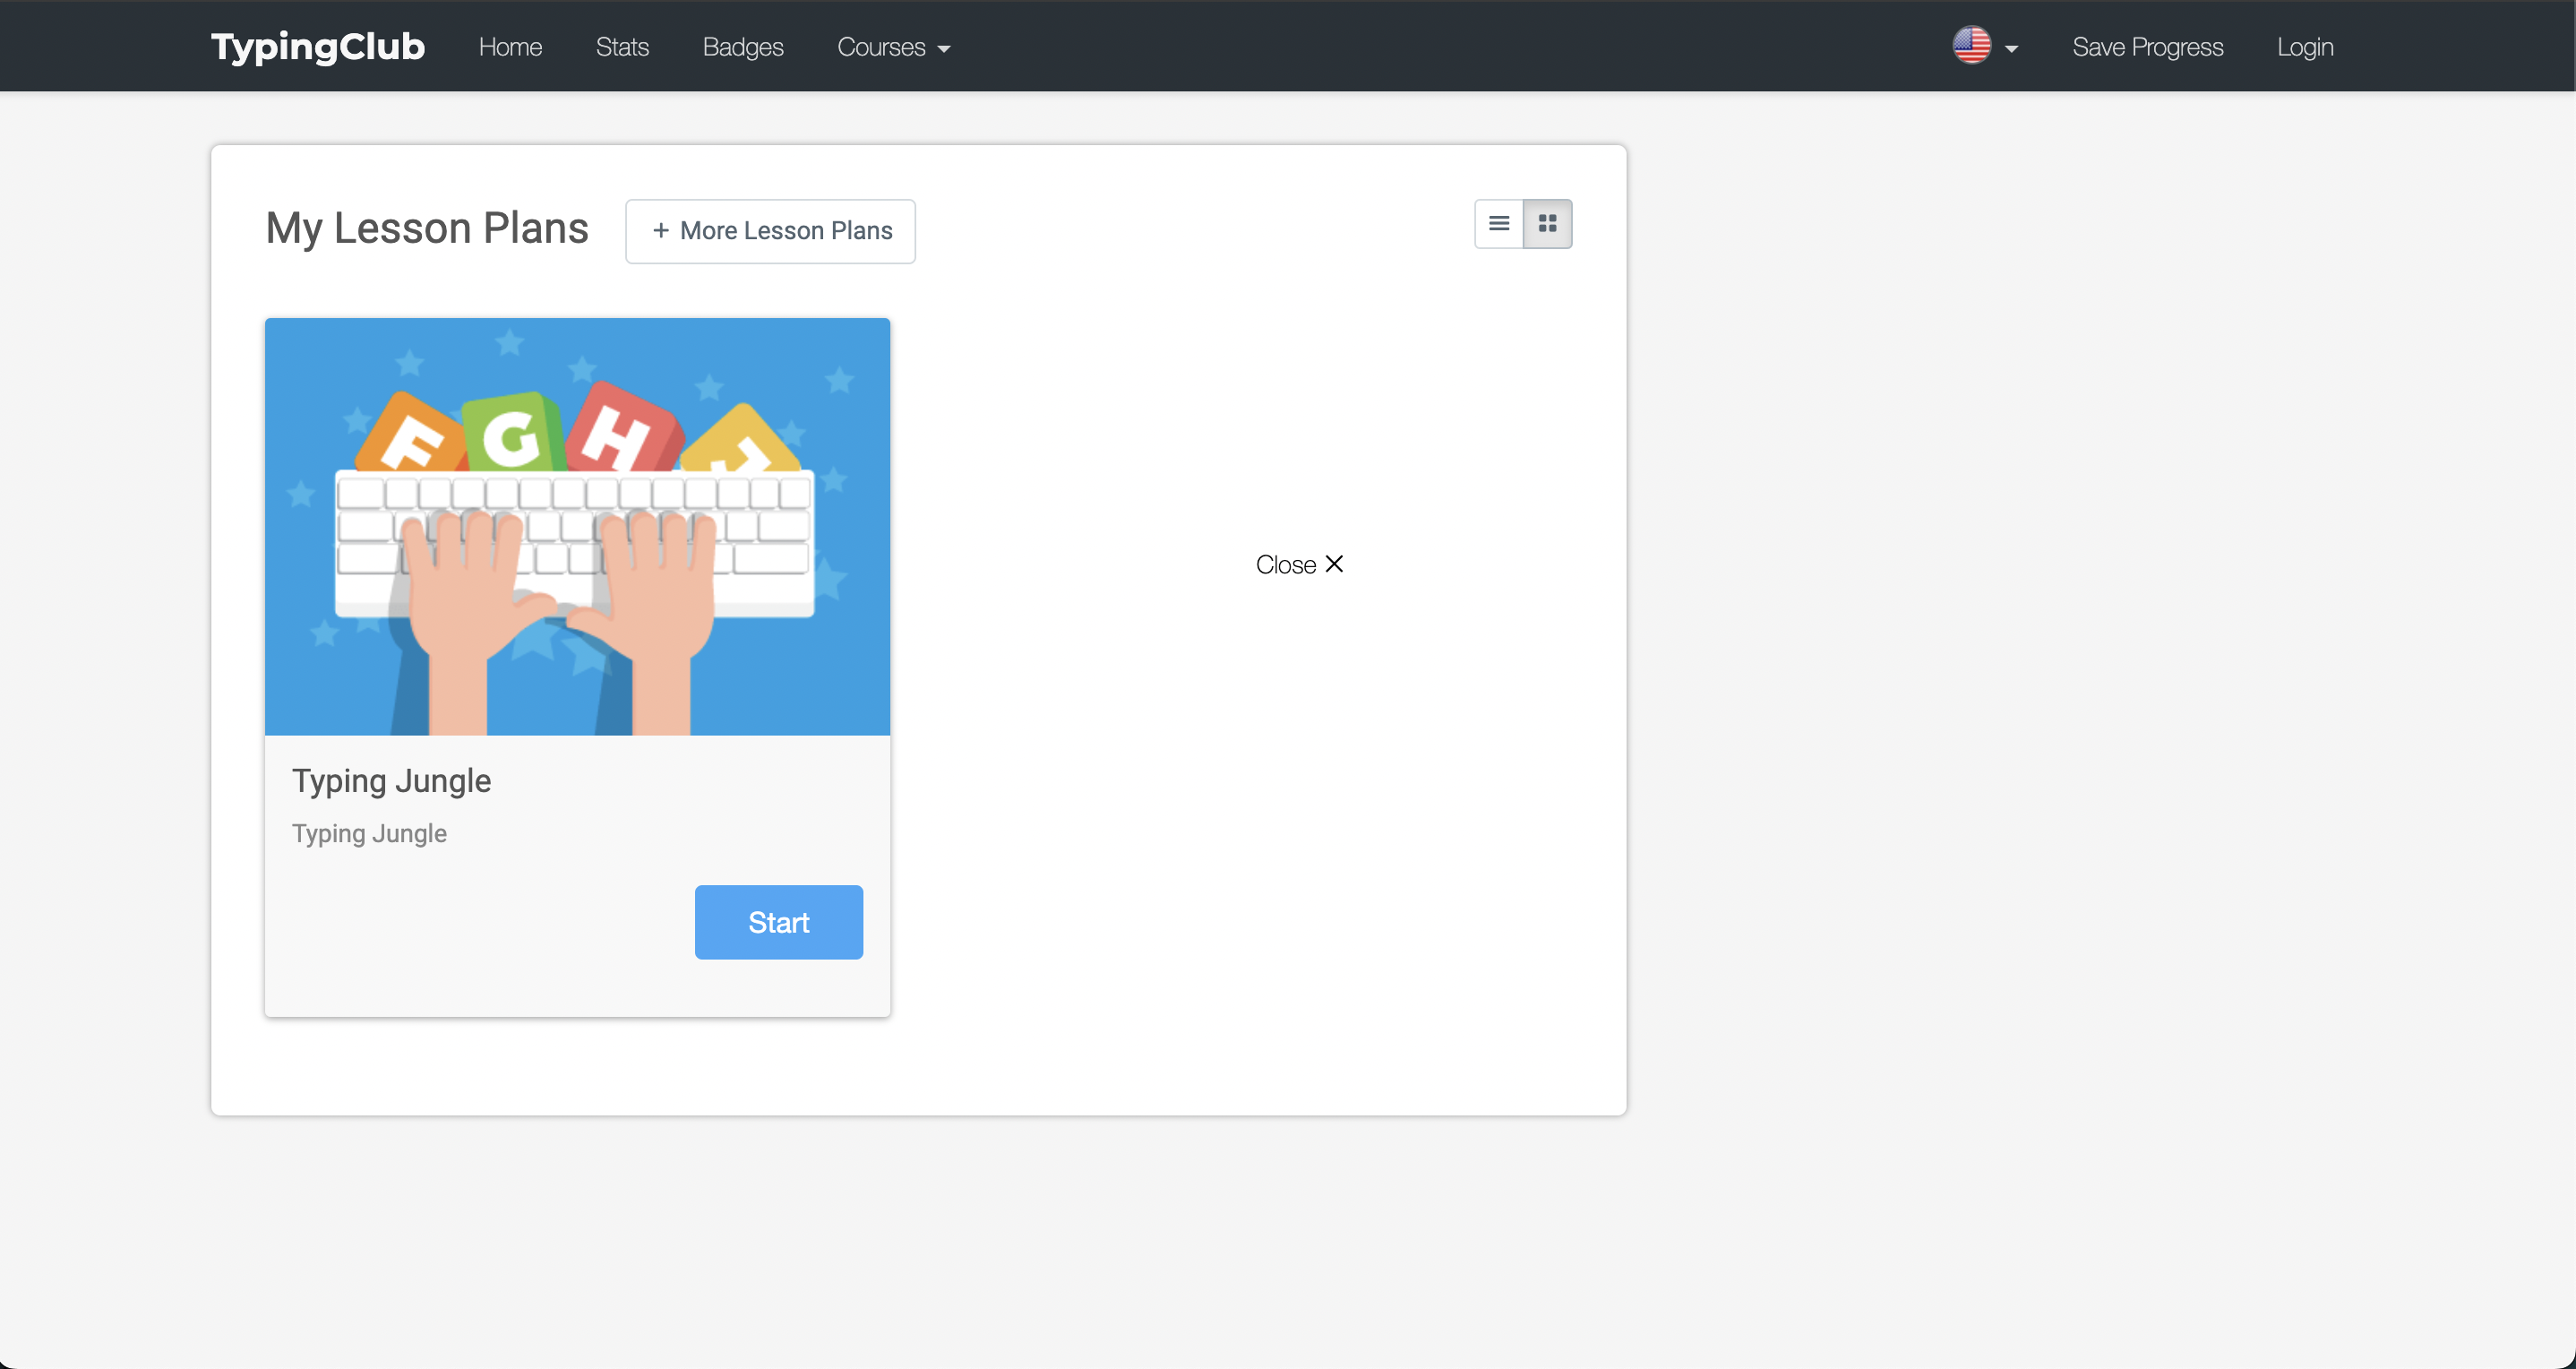 TypingClub Home Stats Badges Courses Save Progress Login
My Lesson Plans + More Lesson Plans
F G H J
Close ✕
Typing Jungle
Typing Jungle
Start